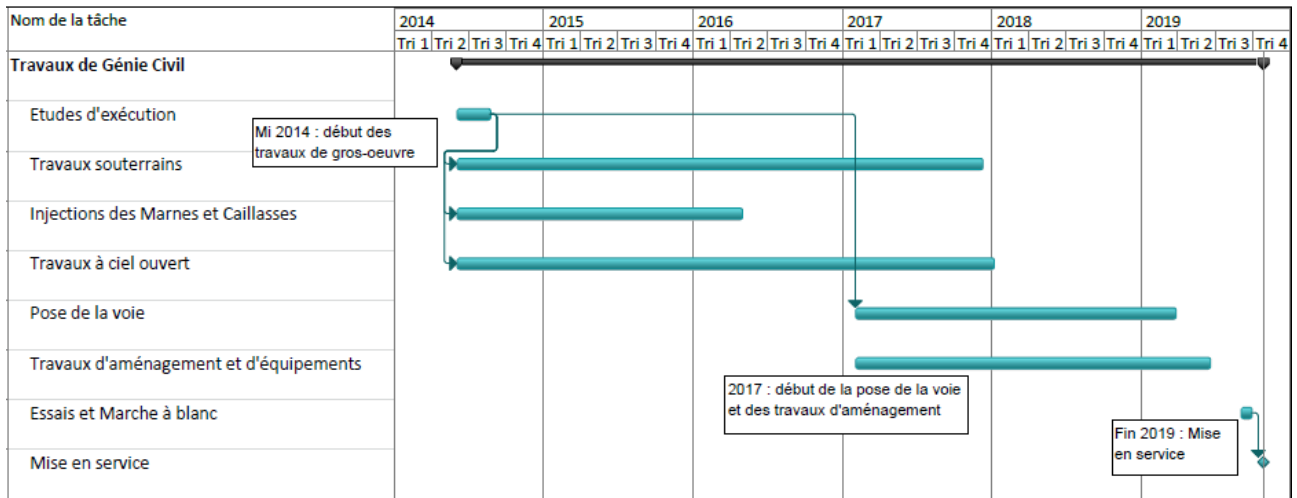 Nom de la tâche
2014 2015 2016 2017 2018 2019
Tri 1 Tri 2 Tri 3 Tri 4 Tri 1 Tri 2 Tri 3 Tri 4 Tri 1 Tri 2 Tri 3 Tri 4 Tri 1 Tri 2 Tri 3 Tri 4 Tri 1 Tri 2 Tri 3 Tri 4 Tri 1 Tri 2 Tri 3 Tri 4
Travaux de Génie Civil
Etudes d'exécution
Mi 2014 : début des
travaux de gros-oeuvre
Travaux souterrains
Injections des Marnes et Caillasses
Travaux à ciel ouvert
Pose de la voie
Travaux d'aménagement et d'équipements
2017 : début de la pose de la voie
et des travaux d'aménagement
Essais et Marche à blanc
Fin 2019 : Mise
en service
Mise en service